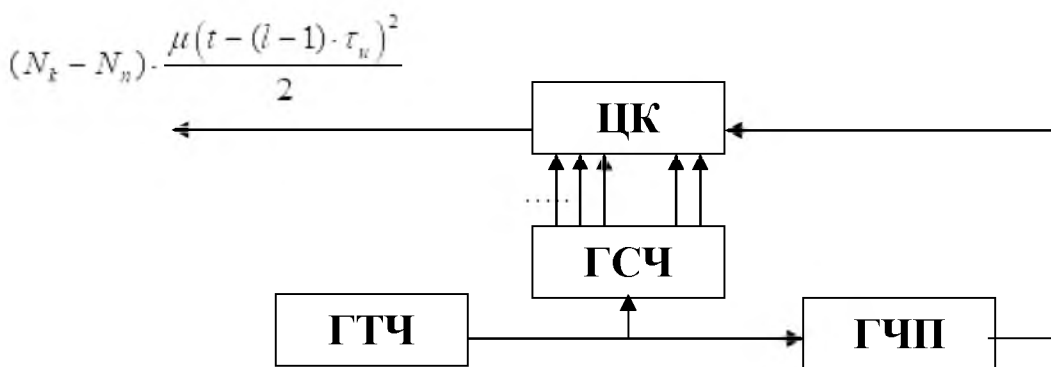 (N_k − N_n) · μ(t − (l − 1) · τ_u)² / 2
ЦК
.....
ГСЧ
ГТЧ
ГЧП